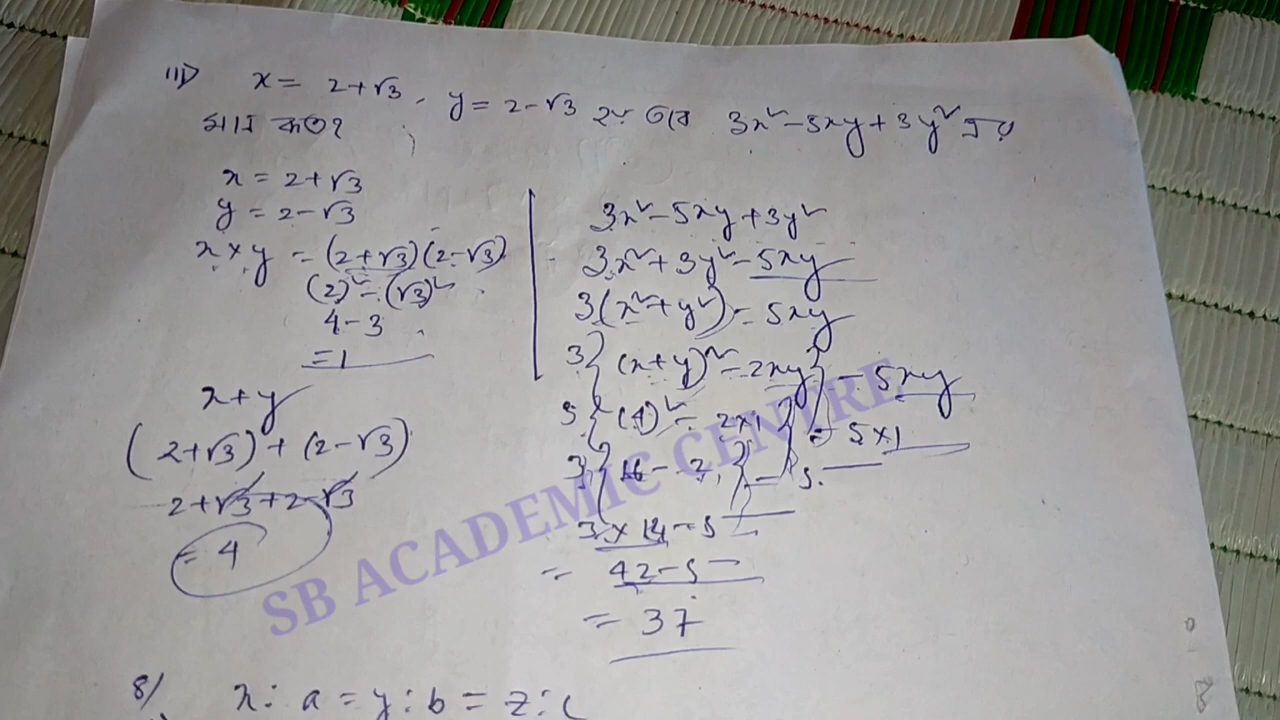 11) x = 2+√3, y = 2-√3 হলে 3x²-5xy+3y² এর
মান কত?
x = 2+√3
y = 2-√3
x × y = (2+√3)(2-√3)
(2)² - (√3)²
4-3
= 1
x+y
(2+√3)+(2-√3)
2+√3+2-√3
= 4
3x²-5xy+3y²
3x²+3y²-5xy
3(x²+y²)-5xy
3{(x+y)²-2xy}-5xy
3{(4)²-2×1}-5×1
3{16-2}-5
3×14-5
= 42-5
= 37
8/ x : a = y : b = z : c
SB ACADEMIC CENTRE